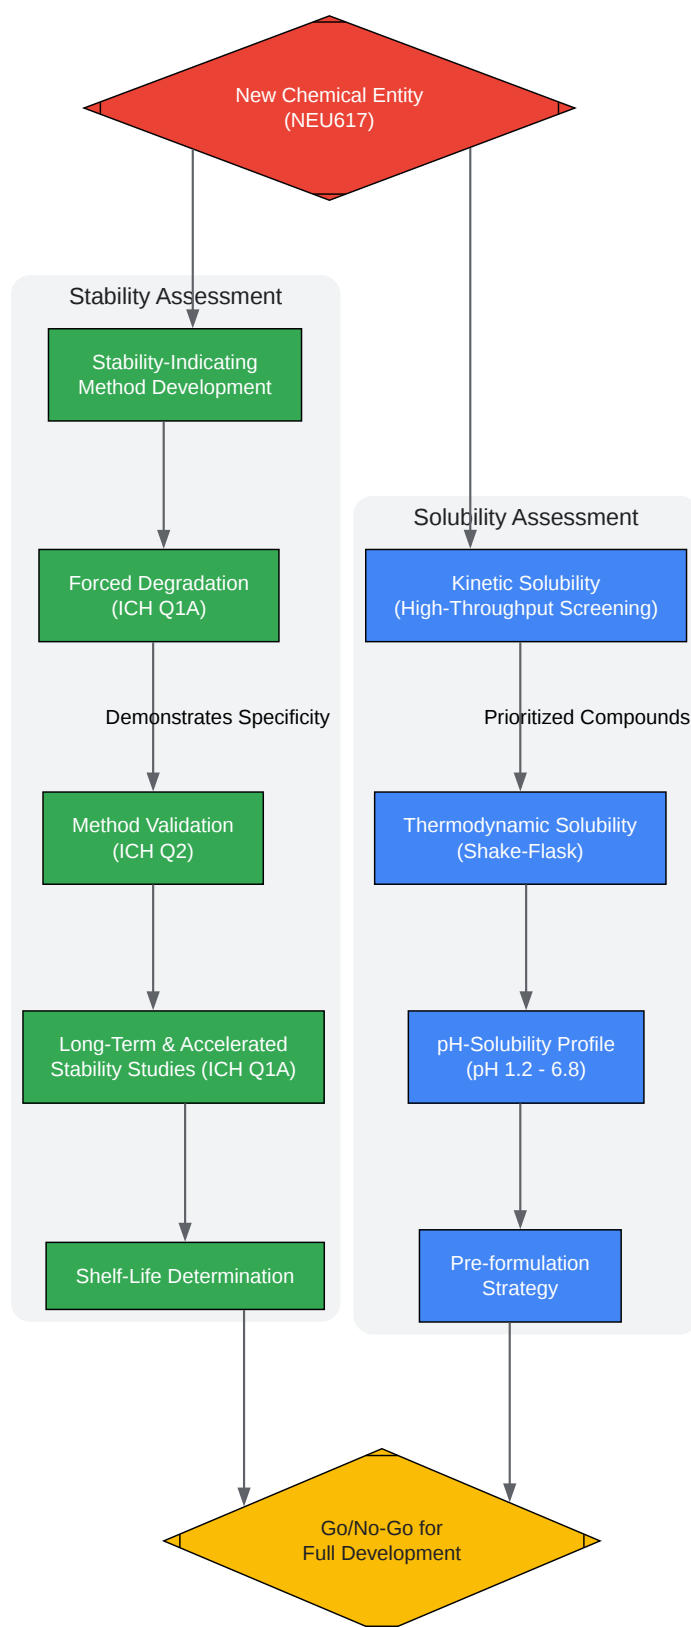 New Chemical Entity
(NEU617)
Stability Assessment
Stability-Indicating
Method Development
Forced Degradation
(ICH Q1A)
Demonstrates Specificity
Method Validation
(ICH Q2)
Long-Term & Accelerated
Stability Studies (ICH Q1A)
Shelf-Life Determination
Solubility Assessment
Kinetic Solubility
(High-Throughput Screening)
Prioritized Compounds
Thermodynamic Solubility
(Shake-Flask)
pH-Solubility Profile
(pH 1.2 - 6.8)
Pre-formulation
Strategy
Go/No-Go for
Full Development